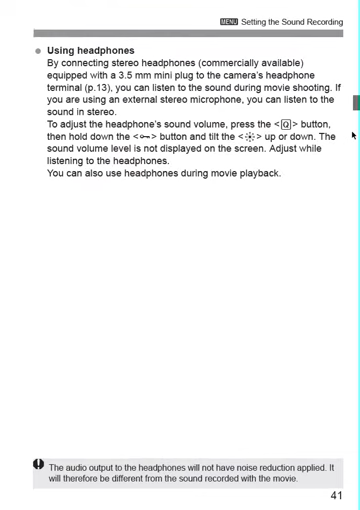 MENU Setting the Sound Recording
Using headphones
By connecting stereo headphones (commercially available)
equipped with a 3.5 mm mini plug to the camera's headphone
terminal (p.13), you can listen to the sound during movie shooting. If
you are using an external stereo microphone, you can listen to the
sound in stereo.
To adjust the headphone's sound volume, press the <Q> button,
then hold down the < > button and tilt the < > up or down. The
sound volume level is not displayed on the screen. Adjust while
listening to the headphones.
You can also use headphones during movie playback.
The audio output to the headphones will not have noise reduction applied. It
will therefore be different from the sound recorded with the movie.
41